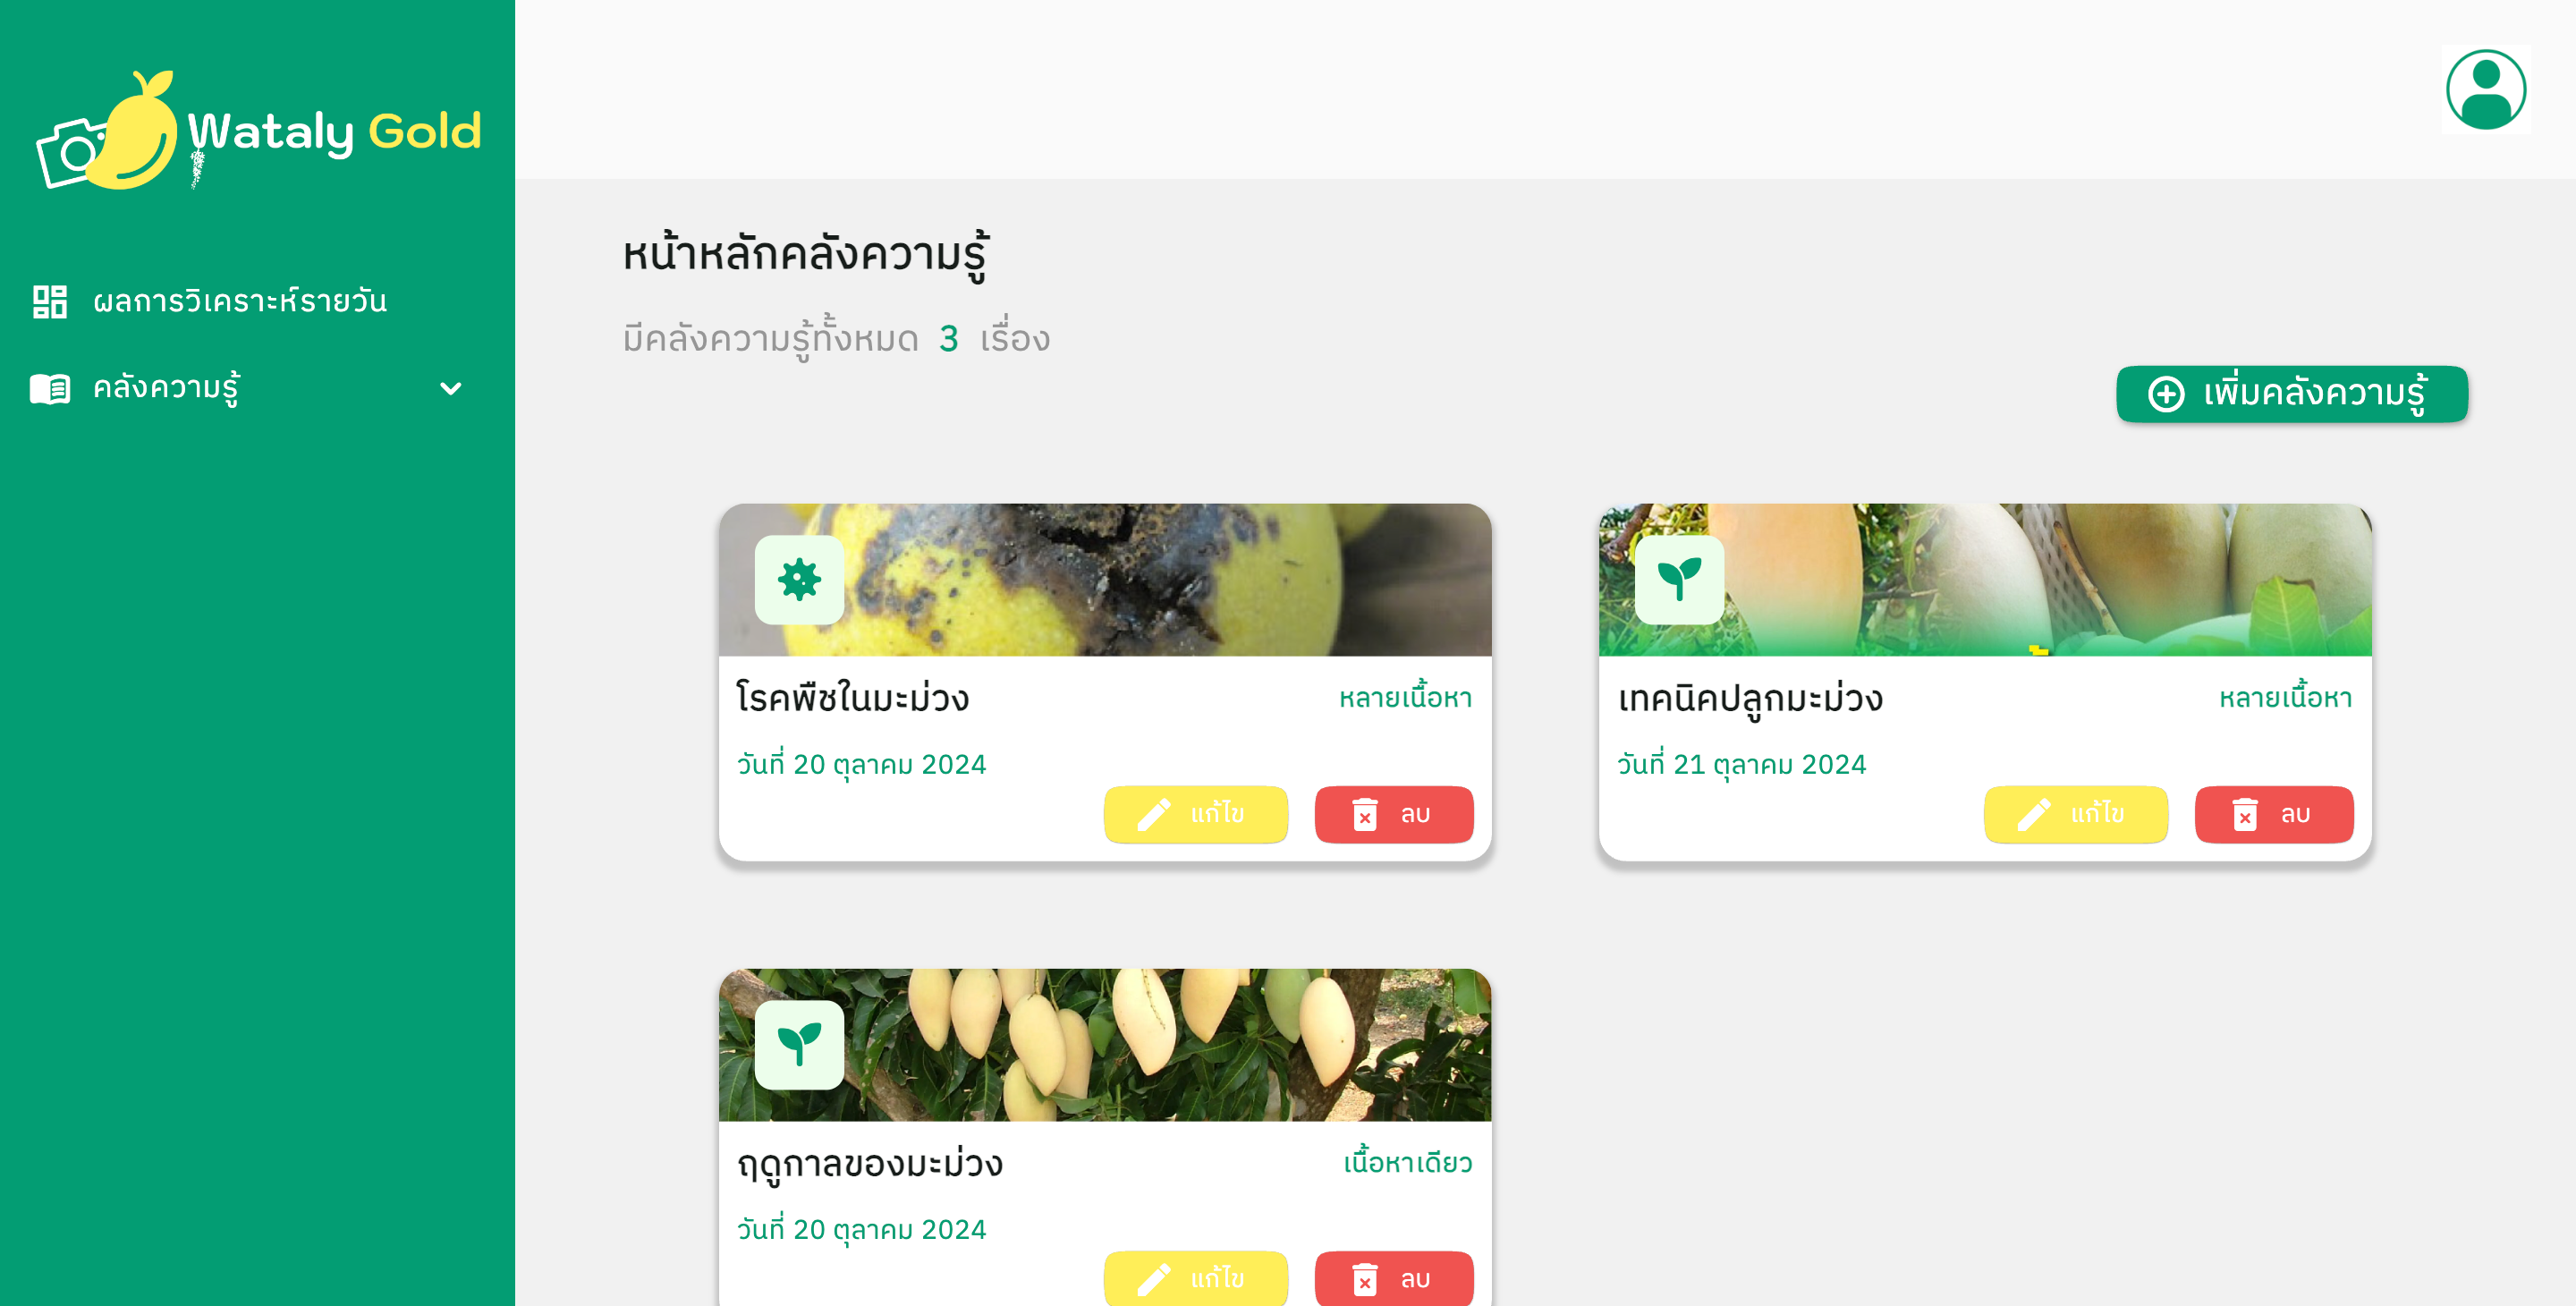 Wataly Gold
ผลการวิเคราะห์รายวัน
คลังความรู้
หน้าหลักคลังความรู้
มีคลังความรู้ทั้งหมด 3 เรื่อง
เพิ่มคลังความรู้
โรคพืชในมะม่วง
หลายเนื้อหา
วันที่ 20 ตุลาคม 2024
แก้ไข
ลบ
เทคนิคปลูกมะม่วง
หลายเนื้อหา
วันที่ 21 ตุลาคม 2024
แก้ไข
ลบ
ฤดูกาลของมะม่วง
เนื้อหาเดียว
วันที่ 20 ตุลาคม 2024
แก้ไข
ลบ